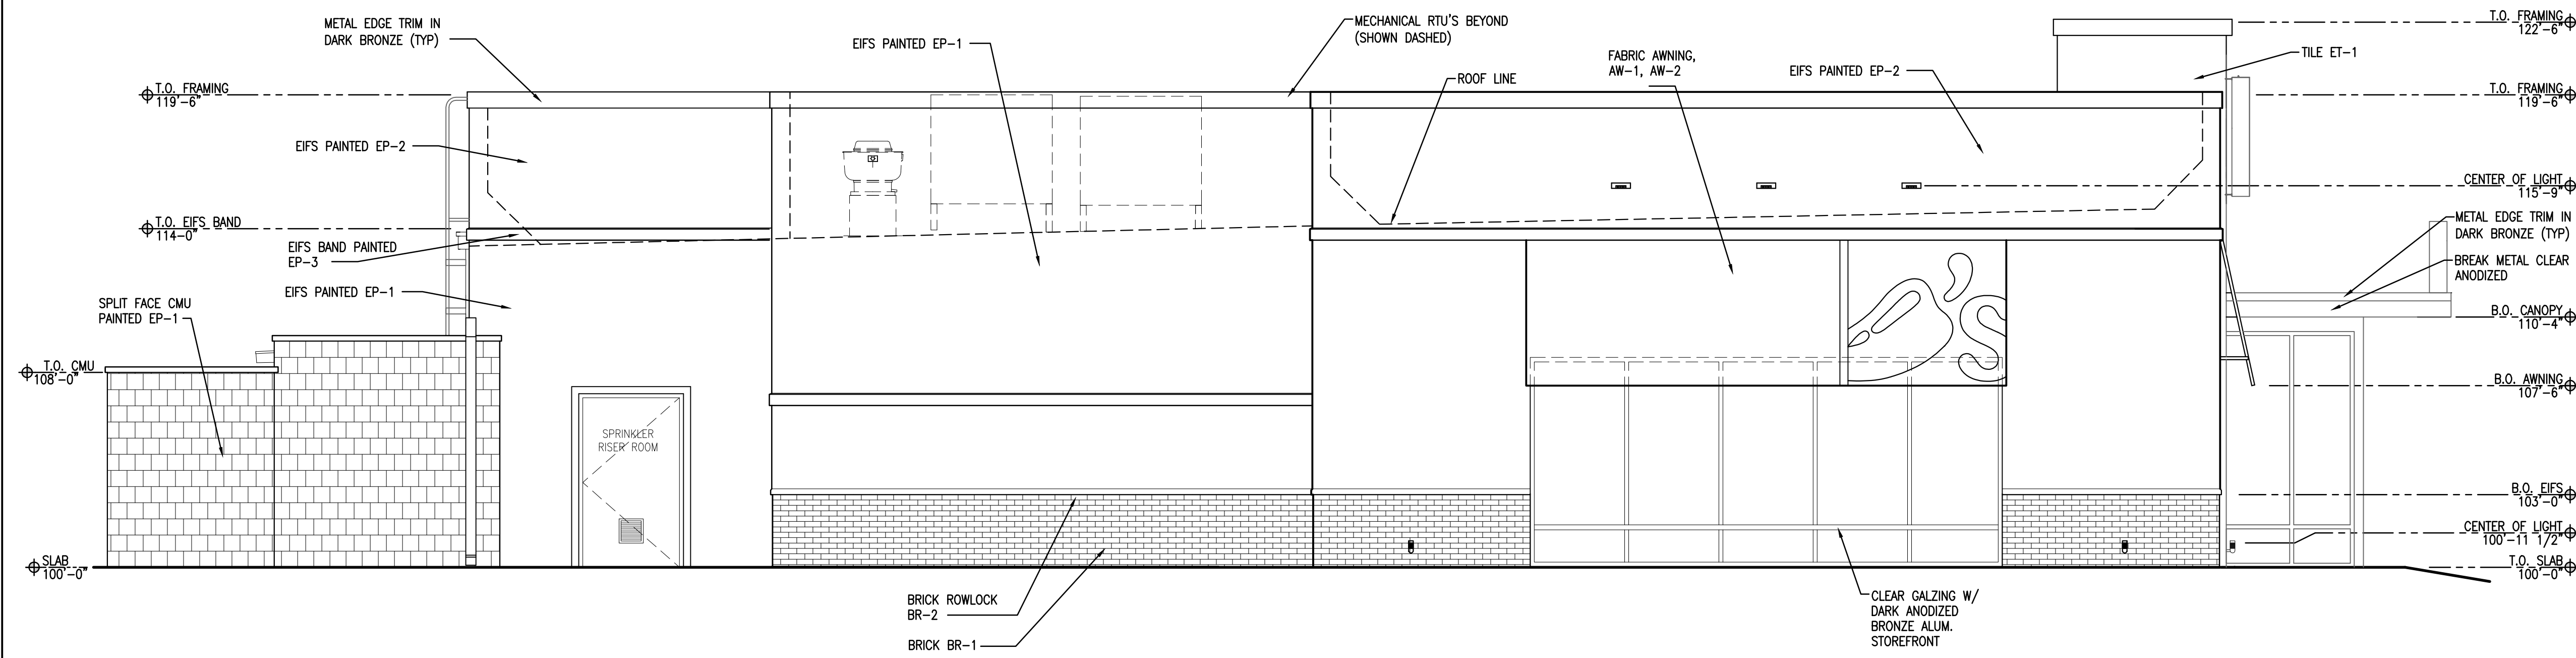 METAL EDGE TRIM IN
DARK BRONZE (TYP)
EIFS PAINTED EP-1
MECHANICAL RTU'S BEYOND
(SHOWN DASHED)
ROOF LINE
FABRIC AWNING,
AW-1, AW-2
EIFS PAINTED EP-2
T.O. FRAMING
122'-6"
TILE ET-1
T.O. FRAMING
119'-6"
T.O. FRAMING
119'-6"
EIFS PAINTED EP-2
CENTER OF LIGHT
115'-9"
T.O. EIFS BAND
114-0"
METAL EDGE TRIM IN
DARK BRONZE (TYP)
EIFS BAND PAINTED
EP-3
BREAK METAL CLEAR
ANODIZED
EIFS PAINTED EP-1
SPLIT FACE CMU
PAINTED EP-1
B.O. CANOPY
110'-4"
T.O. CMU
108'-0"
B.O. AWNING
107'-6"
SPRINKLER
RISER ROOM
B.O. EIFS
103'-0"
CENTER OF LIGHT
100'-11 1/2"
SLAB
100'-0"
T.O. SLAB
100'-0"
BRICK ROWLOCK
BR-2
BRICK BR-1
CLEAR GALZING W/
DARK ANODIZED
BRONZE ALUM.
STOREFRONT